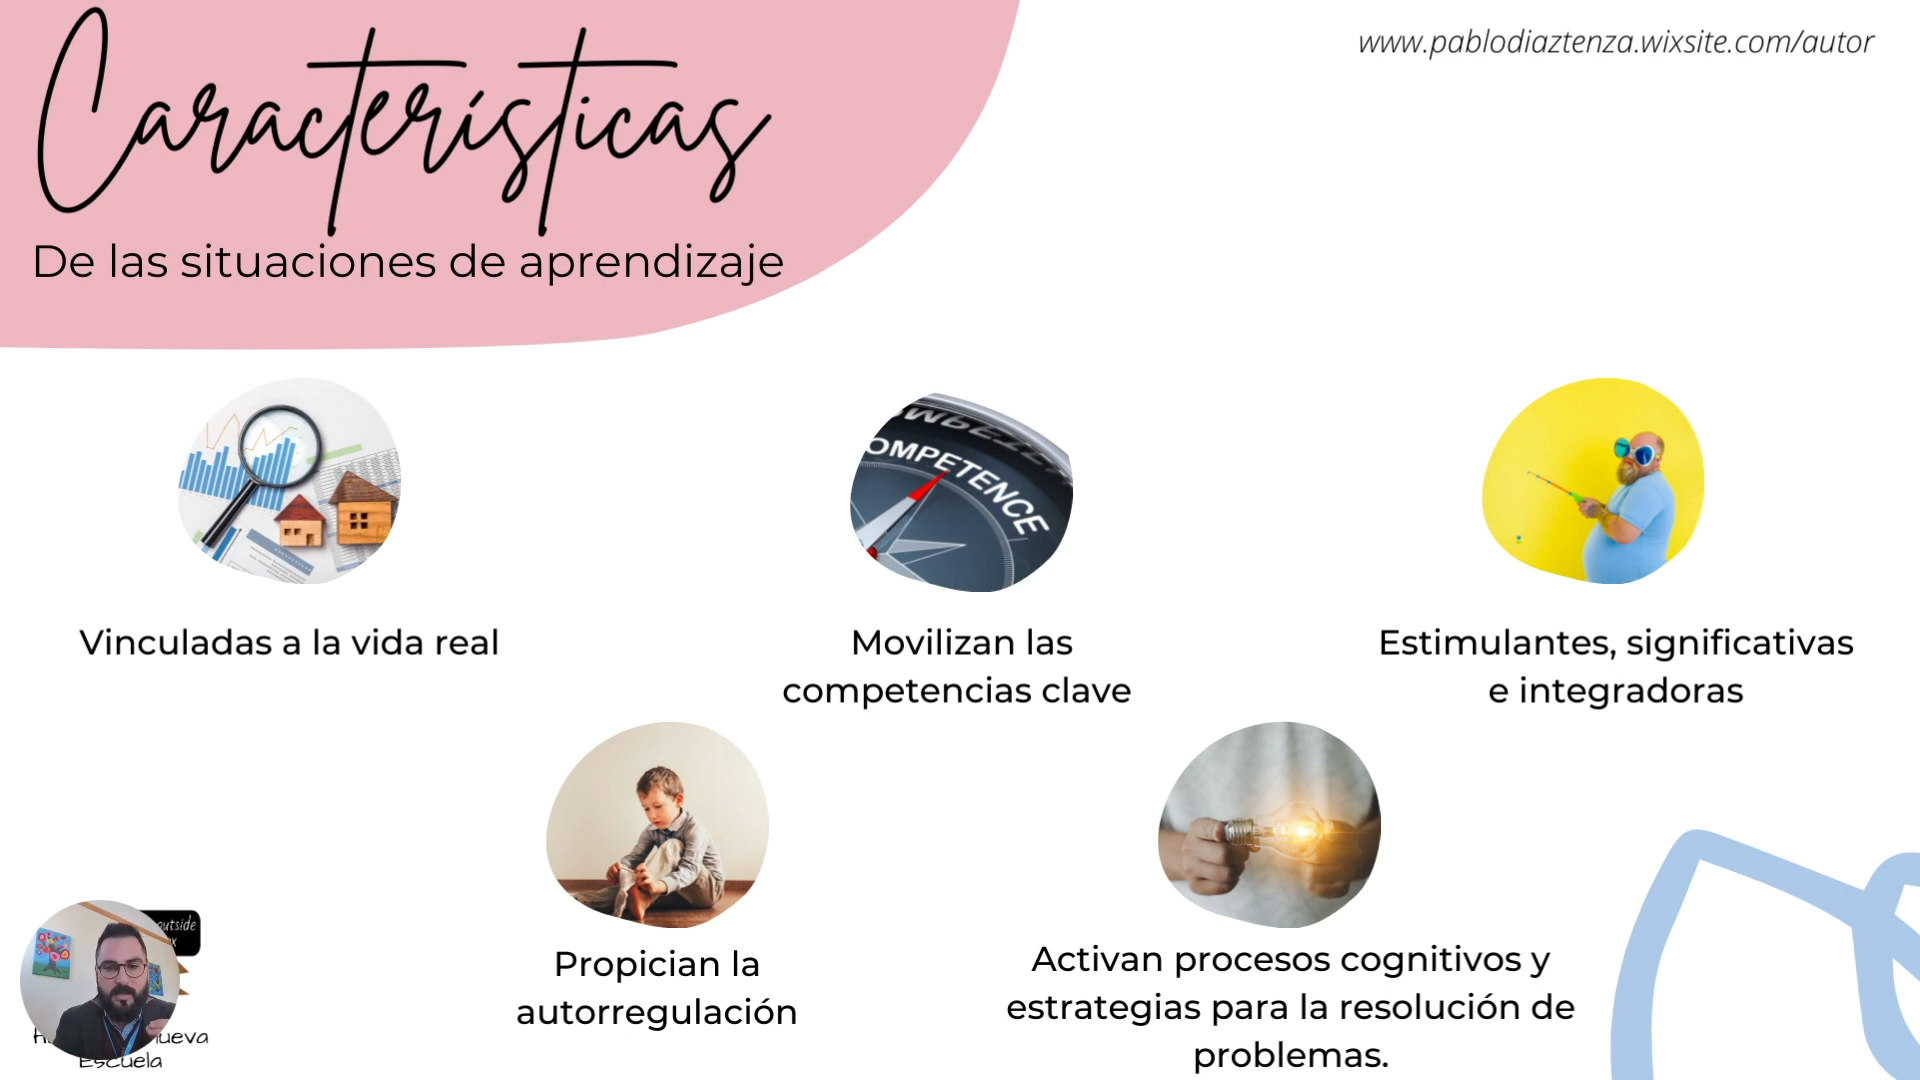 Características
De las situaciones de aprendizaje
www.pablodiaztenza.wixsite.com/autor
OMPETENCE
Vinculadas a la vida real
Movilizan las
competencias clave
Estimulantes, significativas
e integradoras
Propician la
autorregulación
Activan procesos cognitivos y
estrategias para la resolución de
problemas.
outside
Escuela